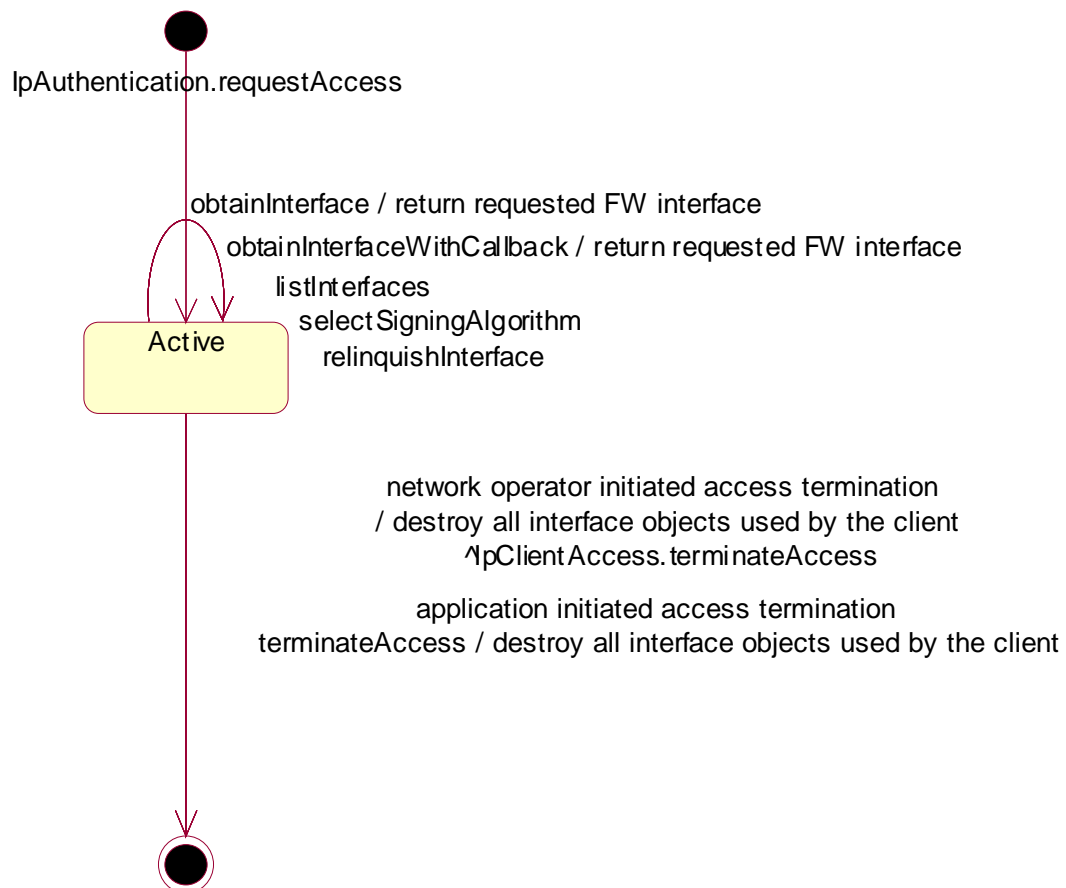 IpAuthentication.requestAccess
obtainInterface / return requested FW interface
obtainInterfaceWithCallback / return requested FW interface
listInterfaces
selectSigningAlgorithm
Active
relinquishInterface
network operator initiated access termination
/ destroy all interface objects used by the client
^IpClientAccess.terminateAccess
application initiated access termination
terminateAccess / destroy all interface objects used by the client